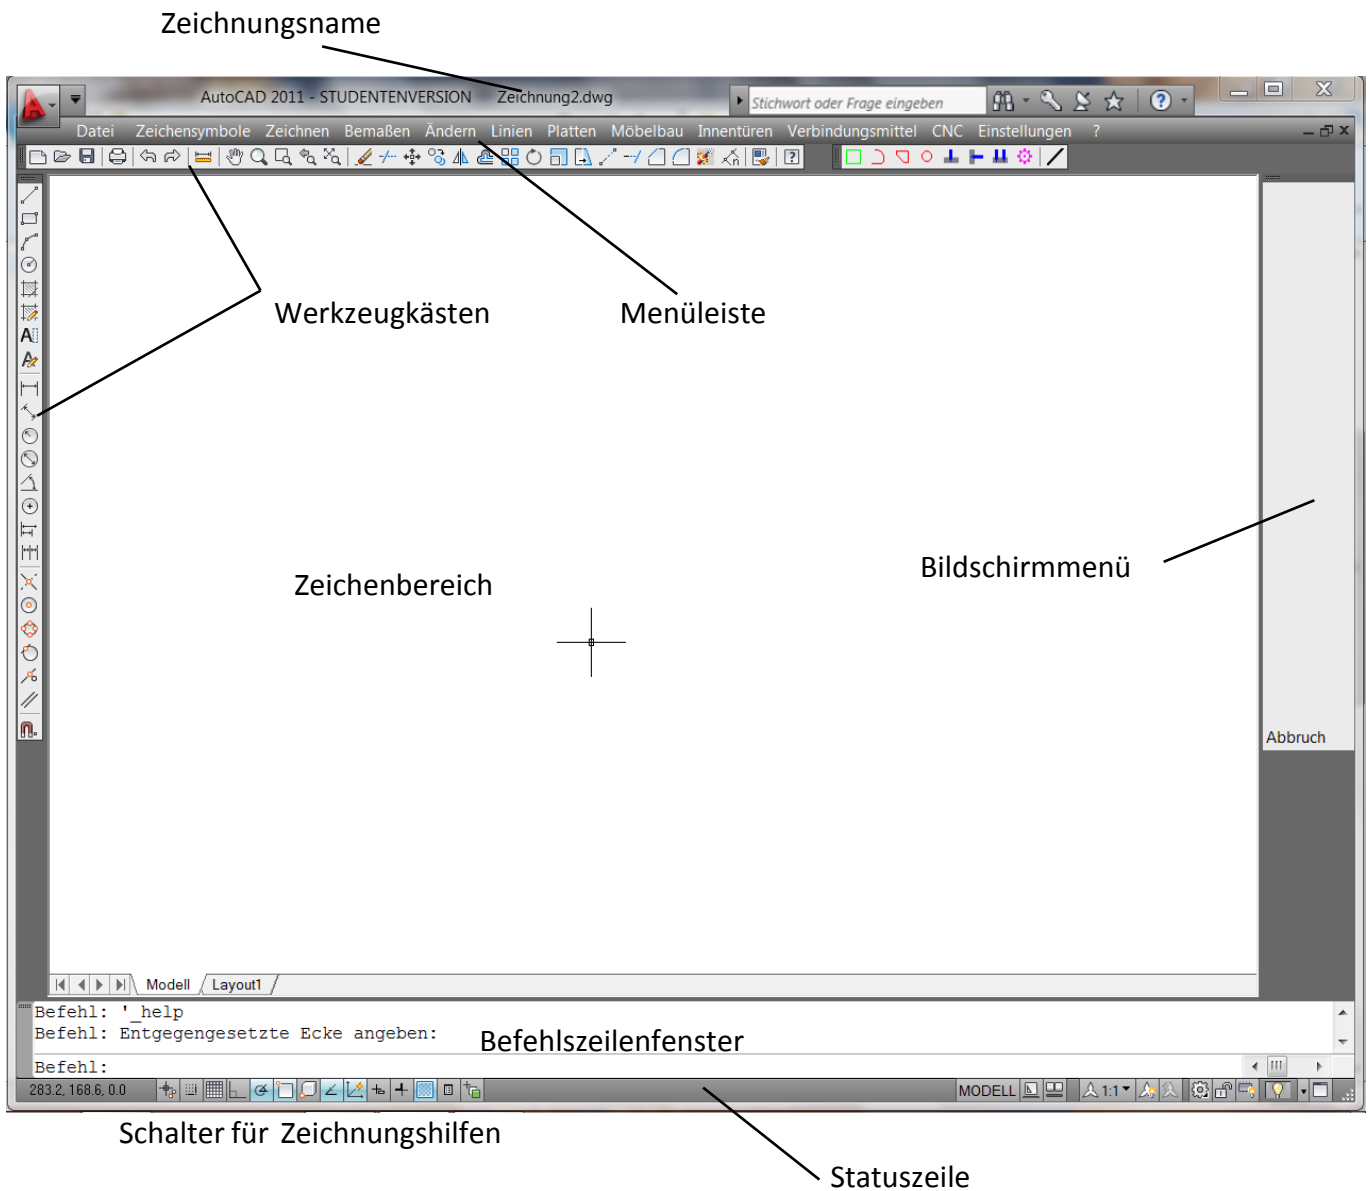 Zeichnungsname
AutoCAD 2011 - STUDENTENVERSION Zeichnung2.dwg Stichwort oder Frage eingeben
Datei Zeichensymbole Zeichnen Bemaßen Ändern Linien Platten Möbelbau Innentüren Verbindungsmittel CNC Einstellungen ?
Werkzeugkästen Menüleiste
Bildschirmmenü
Zeichenbereich
Abbruch
Modell Layout1
Befehl: '_help
Befehl: Entgegengesetzte Ecke angeben:
Befehlszeilenfenster
Befehl:
283.2, 168.6, 0.0 MODELL 1:1
Schalter für Zeichnungshilfen
Statuszeile